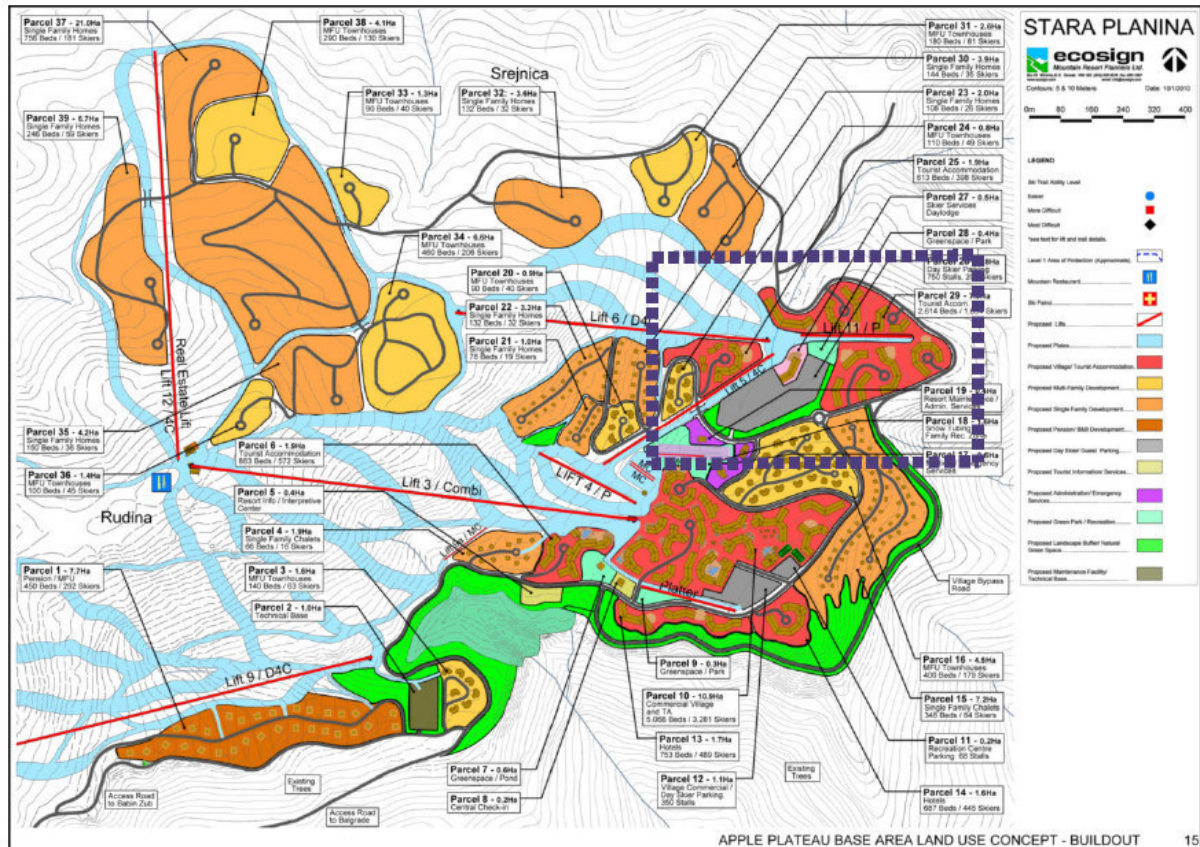 STARA PLANINA
ecosign
Mountain Resort Planners Ltd.
Contours: 5 & 10 Meters
0m 80 160 240 320 400
LEGEND
Ski Trail Ability Level
Easier
More Difficult
Most Difficult
*see text for lift and trail details.
Level 1 Area of Protection (Approximate)
Mountain Restaurant
Ski Patrol
Proposed Lifts
Proposed Pistes
Proposed Village/ Tourist Accommodation
Proposed Multi-Family Development
Proposed Single Family Development
Proposed Pension/ B&B Development
Proposed Day Skier/ Guest Parking
Proposed Tourist Information/ Services
Proposed Administration/ Emergency
Services
Proposed Green Park / Recreation
Proposed Landscape Buffer/ Natural
Green Space
Proposed Maintenance Facility/
Technical Base
Parcel 37 - 21.0Ha
Single Family Homes
756 Beds / 181 Skiers
Parcel 38 - 4.1Ha
MFU Townhouses
290 Beds / 130 Skiers
Parcel 39 - 6.7Ha
Single Family Homes
246 Beds / 59 Skiers
Parcel 33 - 1.3Ha
MFU Townhouses
90 Beds / 40 Skiers
Srejnica
Parcel 32: - 3.6Ha
Single Family Homes
132 Beds / 32 Skiers
Parcel 31 - 2.6Ha
MFU Townhouses
180 Beds / 81 Skiers
Parcel 30 - 3.9Ha
Single Family Homes
144 Beds / 35 Skiers
Parcel 23 - 2.0Ha
Single Family Homes
108 Beds / 26 Skiers
Parcel 24 - 0.8Ha
MFU Townhouses
110 Beds / 49 Skiers
Parcel 25 - 1.9Ha
Tourist Accommodation
613 Beds / 398 Skiers
Parcel 27 - 0.5Ha
Skier Services
Daylodge
Parcel 28 - 0.4Ha
Greenspace / Park
Day Skier Parking
Parcel 29
Tourist Accom.
Parcel 34 - 6.6Ha
MFU Townhouses
460 Beds / 208 Skiers
Parcel 20 - 0.9Ha
MFU Townhouses
90 Beds / 40 Skiers
Parcel 22 - 3.3Ha
Single Family Homes
132 Beds / 32 Skiers
Parcel 21 - 1.0Ha
Single Family Homes
78 Beds / 19 Skiers
Lift 6 / D4C
Lift 11 / P
Lift 5 / 4C
Real Estate Lift
Lift 12 / 4C
Parcel 19
Resort Maintenance /
Admin. Services
Parcel 18
Snow Tubing
Family Rec.
Parcel 17
Services
Parcel 35 - 4.2Ha
Single Family Homes
Parcel 36 - 1.4Ha
MFU Townhouses
100 Beds / 45 Skiers
Rudina
Parcel 6 - 1.9Ha
Tourist Accommodation
883 Beds / 572 Skiers
Parcel 5 - 0.4Ha
Resort Info / Interpretive
Center
Parcel 4 - 1.9Ha
Single Family Chalets
66 Beds / 16 Skiers
Lift 3 / Combi
LIFT 4 / P
Parcel 1 - 7.7Ha
Pension / MFU
450 Beds / 292 Skiers
Parcel 3 - 1.6Ha
MFU Townhouses
140 Beds / 63 Skiers
Parcel 2 - 1.0Ha
Technical Base
Platter
Village Bypass
Road
Lift 9 / D4C
Parcel 9 - 0.3Ha
Greenspace / Park
Parcel 10 - 10.9Ha
Commercial Village
and TA
5,066 Beds / 3,281 Skiers
Parcel 13 - 1.7Ha
Hotels
753 Beds / 489 Skiers
Parcel 12 - 1.1Ha
Village Commercial /
Day Skier Parking
350 Stalls
Parcel 7 - 0.6Ha
Greenspace / Pond
Parcel 8 - 0.2Ha
Central Check-in
Parcel 16 - 4.5Ha
MFU Townhouses
400 Beds / 179 Skiers
Parcel 15 - 7.2Ha
Single Family Chalets
Parcel 11 - 0.2Ha
Recreation Centre
Parking 68 Stalls
Parcel 14 - 1.6Ha
Hotels
687 Beds / 445 Skiers
Existing
Trees
Existing
Trees
Access Road
to Babin Zub
Access Road
to Belgrade
APPLE PLATEAU BASE AREA LAND USE CONCEPT - BUILDOUT 15